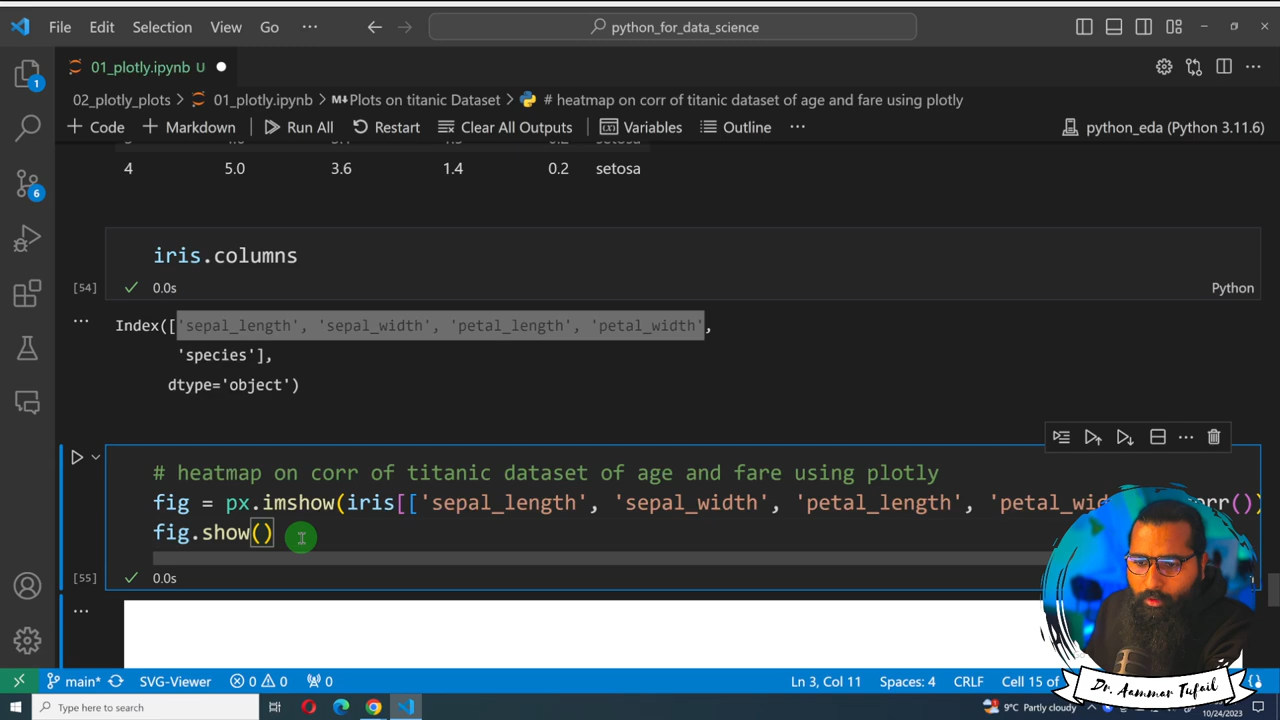 File Edit Selection View Go ··· python_for_data_science
01_plotly.ipynb U
02_plotly_plots > 01_plotly.ipynb > M↓Plots on titanic Dataset > # heatmap on corr of titanic dataset of age and fare using plotly
+ Code + Markdown Run All Restart Clear All Outputs Variables Outline ··· python_eda (Python 3.11.6)
4 5.0 3.6 1.4 0.2 setosa
iris.columns
[54] ✓ 0.0s Python
Index(['sepal_length', 'sepal_width', 'petal_length', 'petal_width',
'species'],
dtype='object')
# heatmap on corr of titanic dataset of age and fare using plotly
fig = px.imshow(iris[['sepal_length', 'sepal_width', 'petal_length',
fig.show()
[55] ✓ 0.0s
1
6
main* SVG-Viewer 0 0 0 Ln 3, Col 11 Spaces: 4 CRLF Cell 15 of
Dr. Aammar Tufail
Type here to search 9°C Partly cloudy 10/24/2023